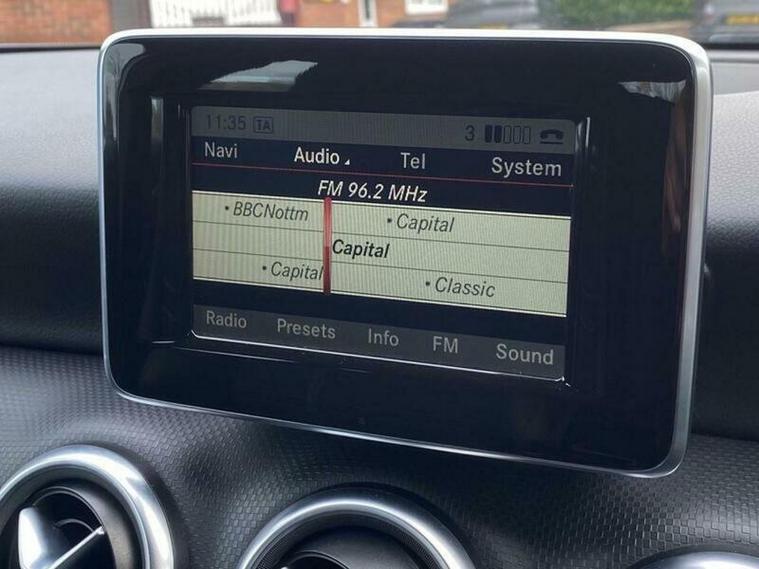 11:35 TA 3
Navi Audio Tel System
FM 96.2 MHz
•BBCNottm •Capital
Capital
•Capital •Classic
Radio Presets Info FM Sound